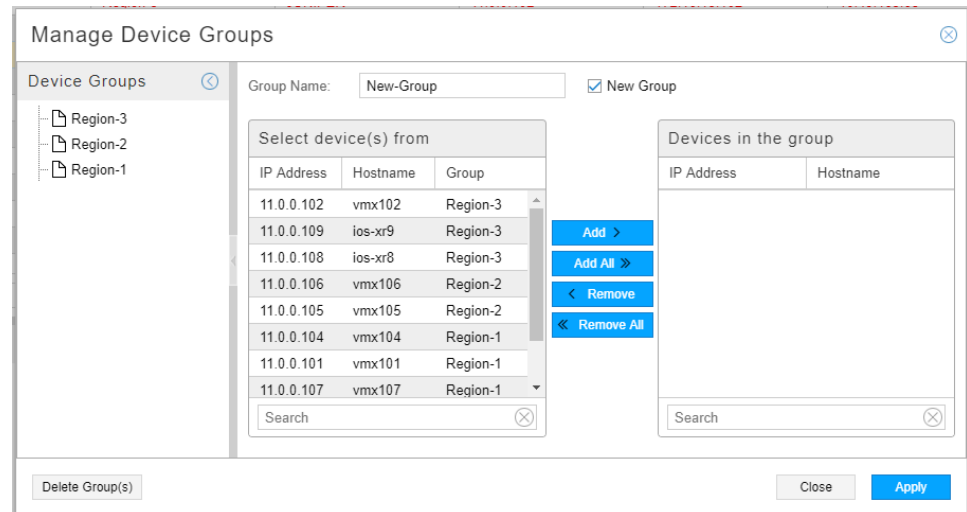 Manage Device Groups
Device Groups
Region-3
Region-2
Region-1
Group Name: New-Group New Group
Select device(s) from
IP Address Hostname Group
11.0.0.102 vmx102 Region-3
11.0.0.109 ios-xr9 Region-3
11.0.0.108 ios-xr8 Region-3
11.0.0.106 vmx106 Region-2
11.0.0.105 vmx105 Region-2
11.0.0.104 vmx104 Region-1
11.0.0.101 vmx101 Region-1
11.0.0.107 vmx107 Region-1
Search
Add >
Add All »
< Remove
« Remove All
Devices in the group
IP Address Hostname
Search
Delete Group(s)
Close Apply